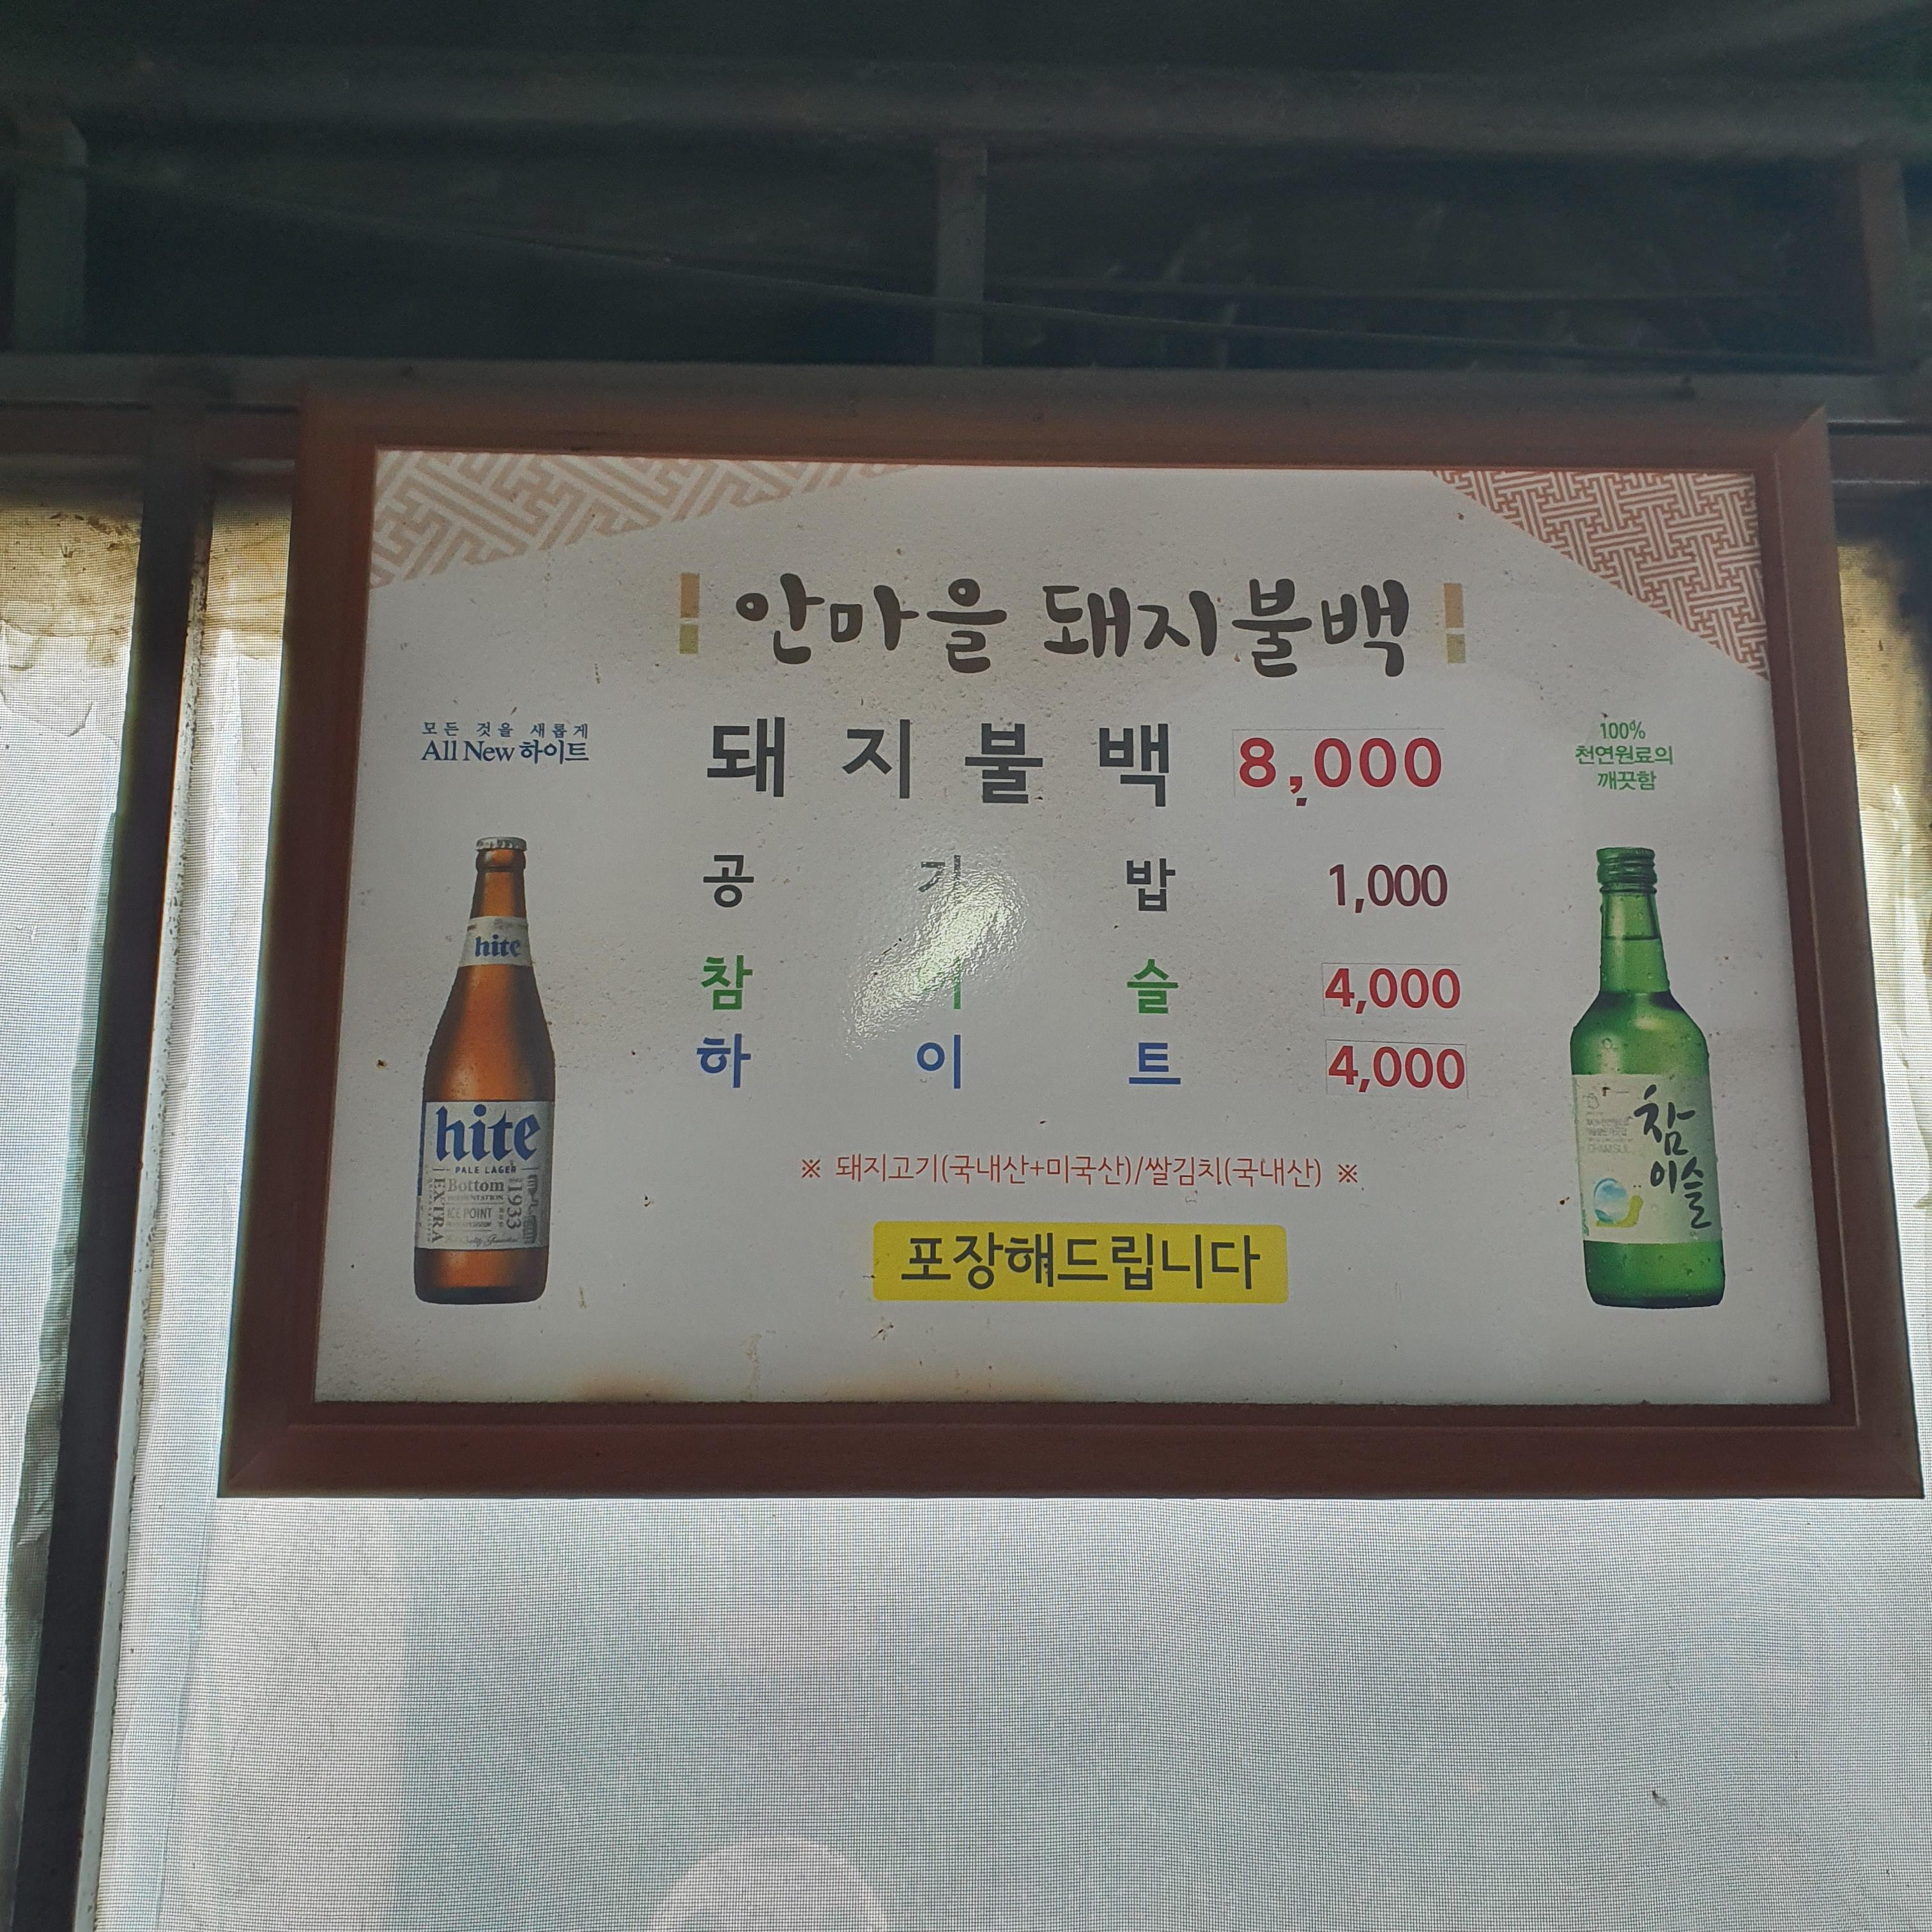 안마을 돼지불백
모든 것을 새롭게
All New 하이트
돼지불백 8,000
공기밥 1,000
참이슬 4,000
하이트 4,000
100%
천연원료의
깨끗함
hite
hite
PALE LAGER
EXTRA
Bottom
ICE POINT
1933
참
이슬
※ 돼지고기(국내산+미국산)/쌀김치(국내산) ※
포장해드립니다